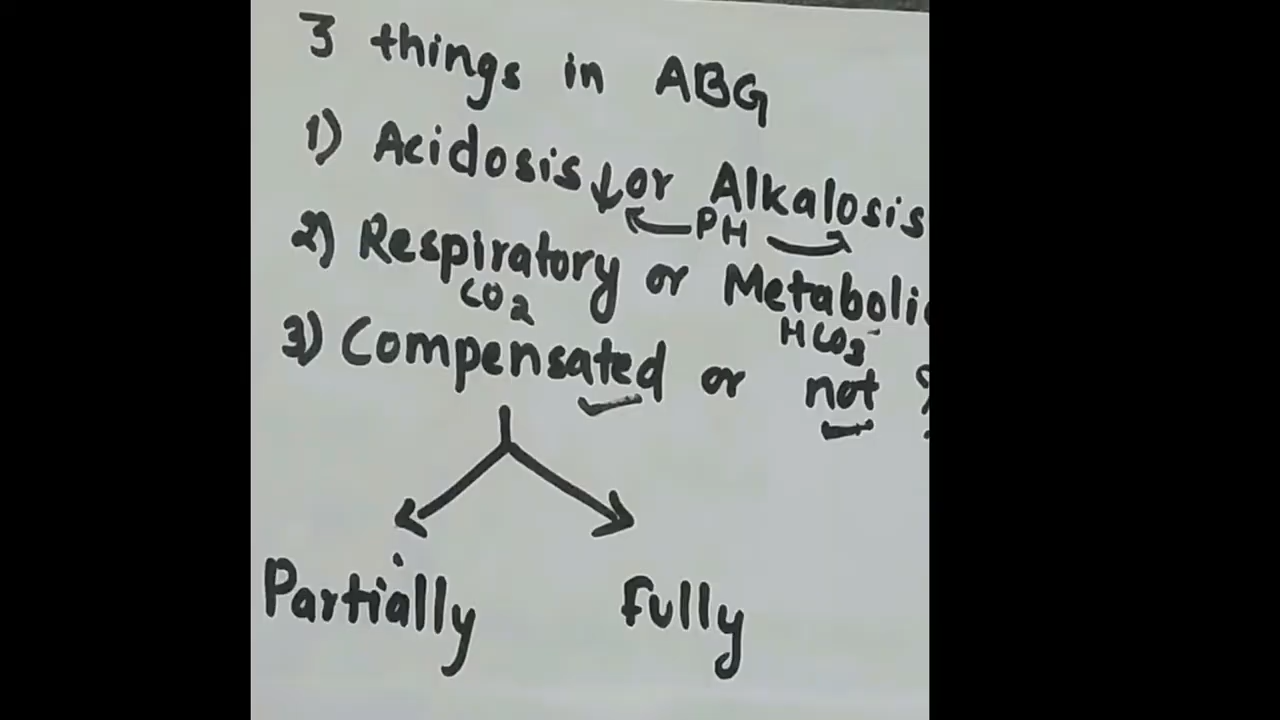 3 things in ABG
1) Acidosis ↓ or Alkalosis
← PH →
2) Respiratory or Metabolic
CO2 HCO3⁻
3) Compensated or not ?
Partially Fully